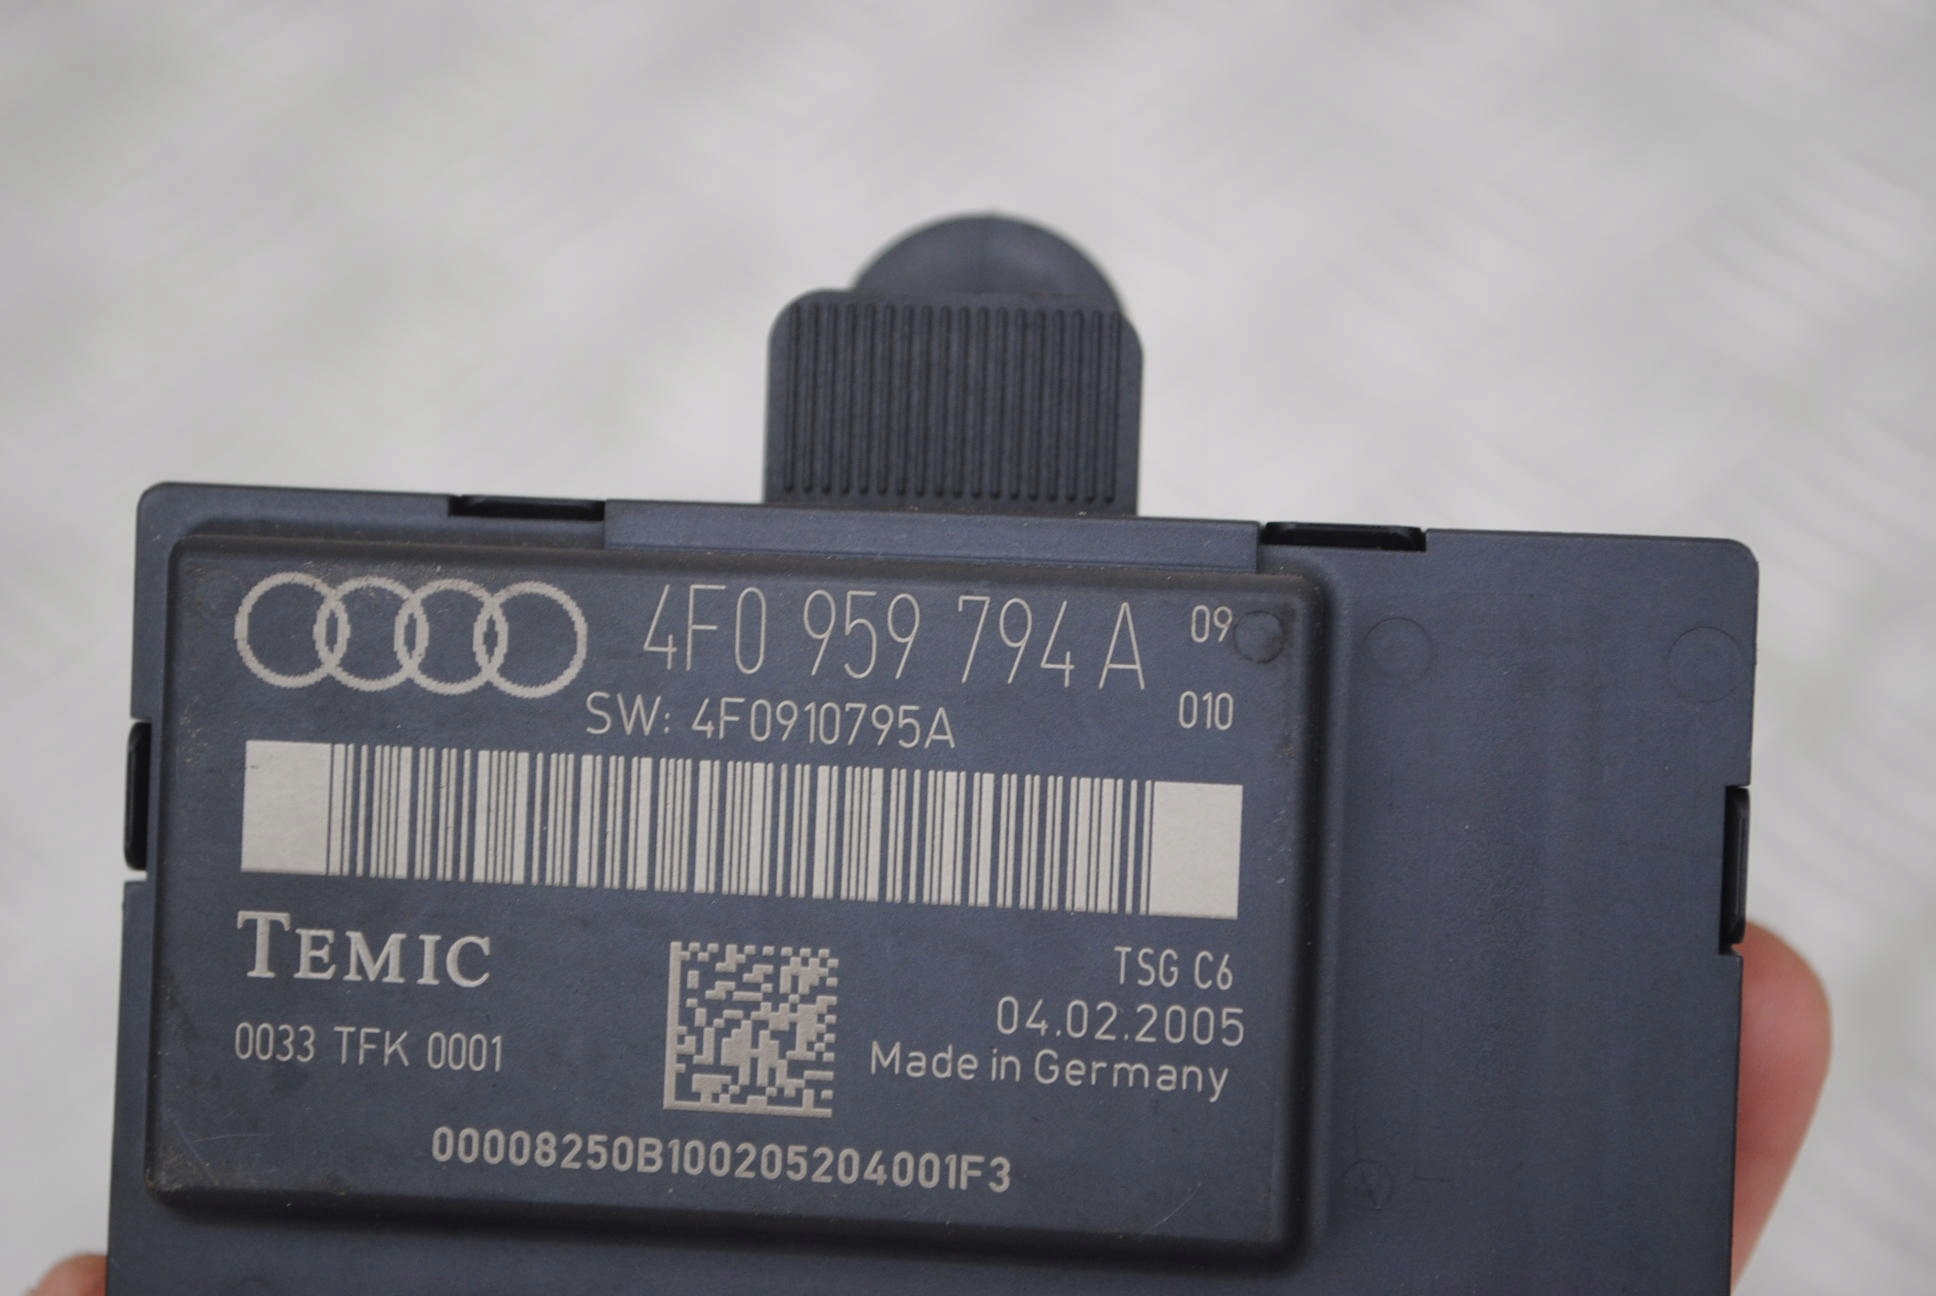 4F0 959 794 A 09
SW: 4F0910795A 010
TEMIC
TSG C6
04.02.2005
0033 TFK 0001
Made in Germany
00008250B100205204001F3